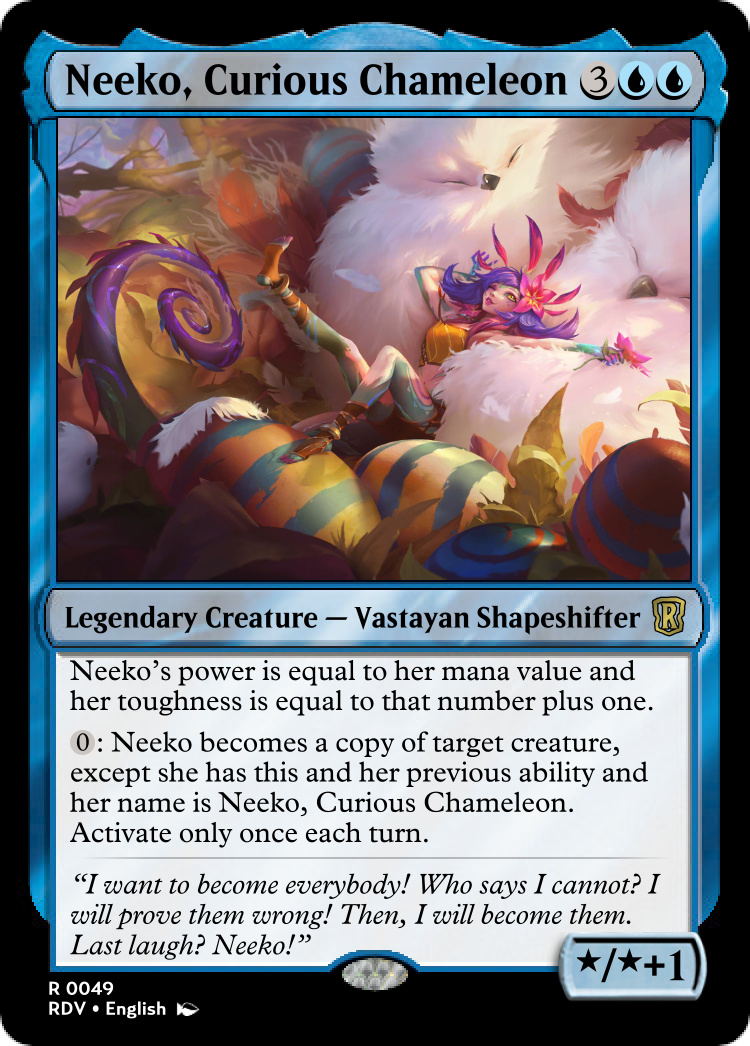 Neeko, Curious Chameleon 3
Legendary Creature — Vastayan Shapeshifter R
Neeko's power is equal to her mana value and
her toughness is equal to that number plus one.
0: Neeko becomes a copy of target creature,
except she has this and her previous ability and
her name is Neeko, Curious Chameleon.
Activate only once each turn.
“I want to become everybody! Who says I cannot? I
will prove them wrong! Then, I will become them.
Last laugh? Neeko!”
★/★+1
R 0049
RDV • English